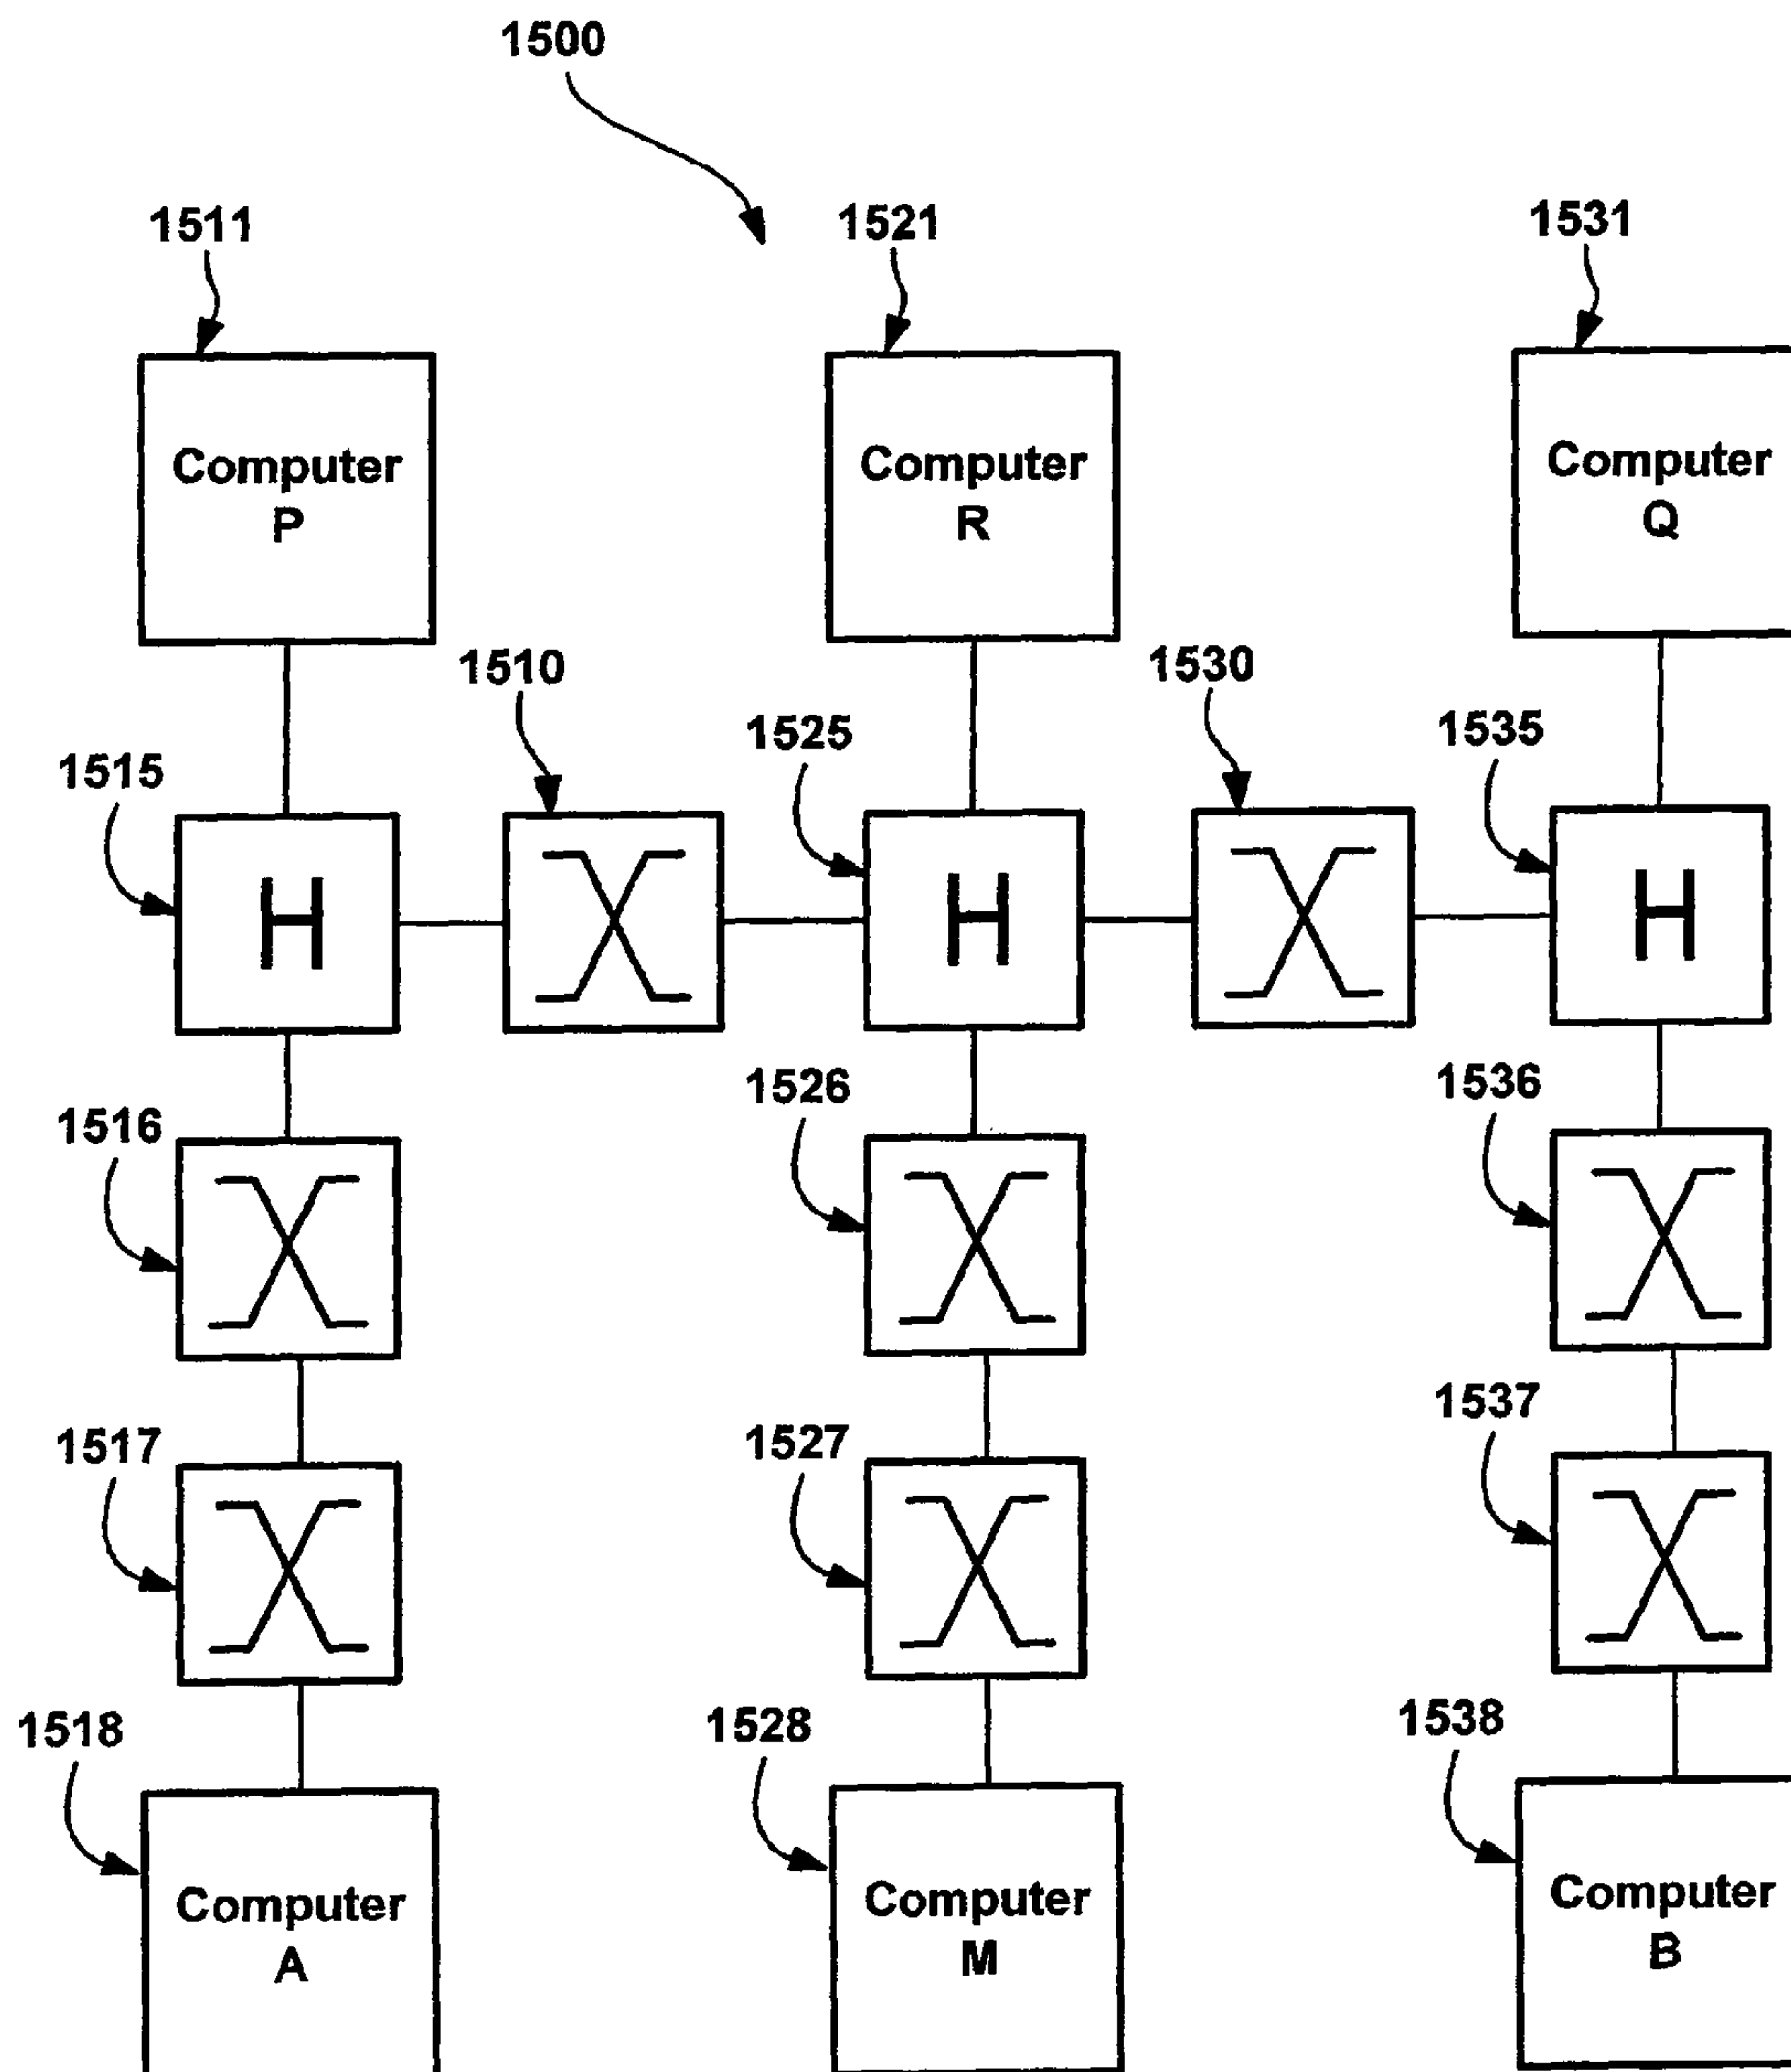 1500
1511
1521
1531
Computer
P
Computer
R
Computer
Q
1510
1530
1515
1525
1535
H
H
H
1516
1526
1536
1517
1527
1537
1518
1528
1538
Computer
A
Computer
M
Computer
B